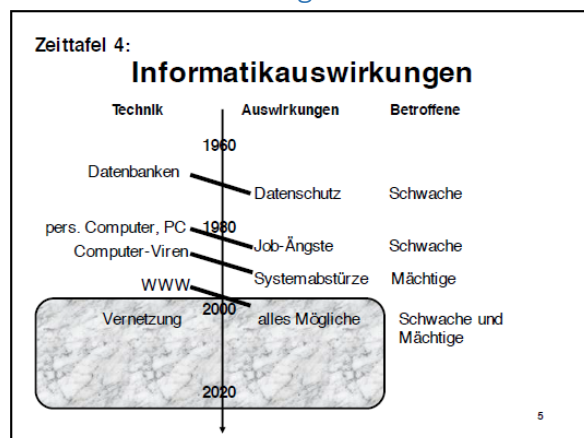 Zeittafel 4:
Informatikauswirkungen
Technik Auswirkungen Betroffene
1960
Datenbanken
Datenschutz Schwache
pers. Computer, PC 1980
Job-Ängste Schwache
Computer-Viren
Systemabstürze Mächtige
WWW
2000
Vernetzung alles Mögliche Schwache und
Mächtige
2020
5